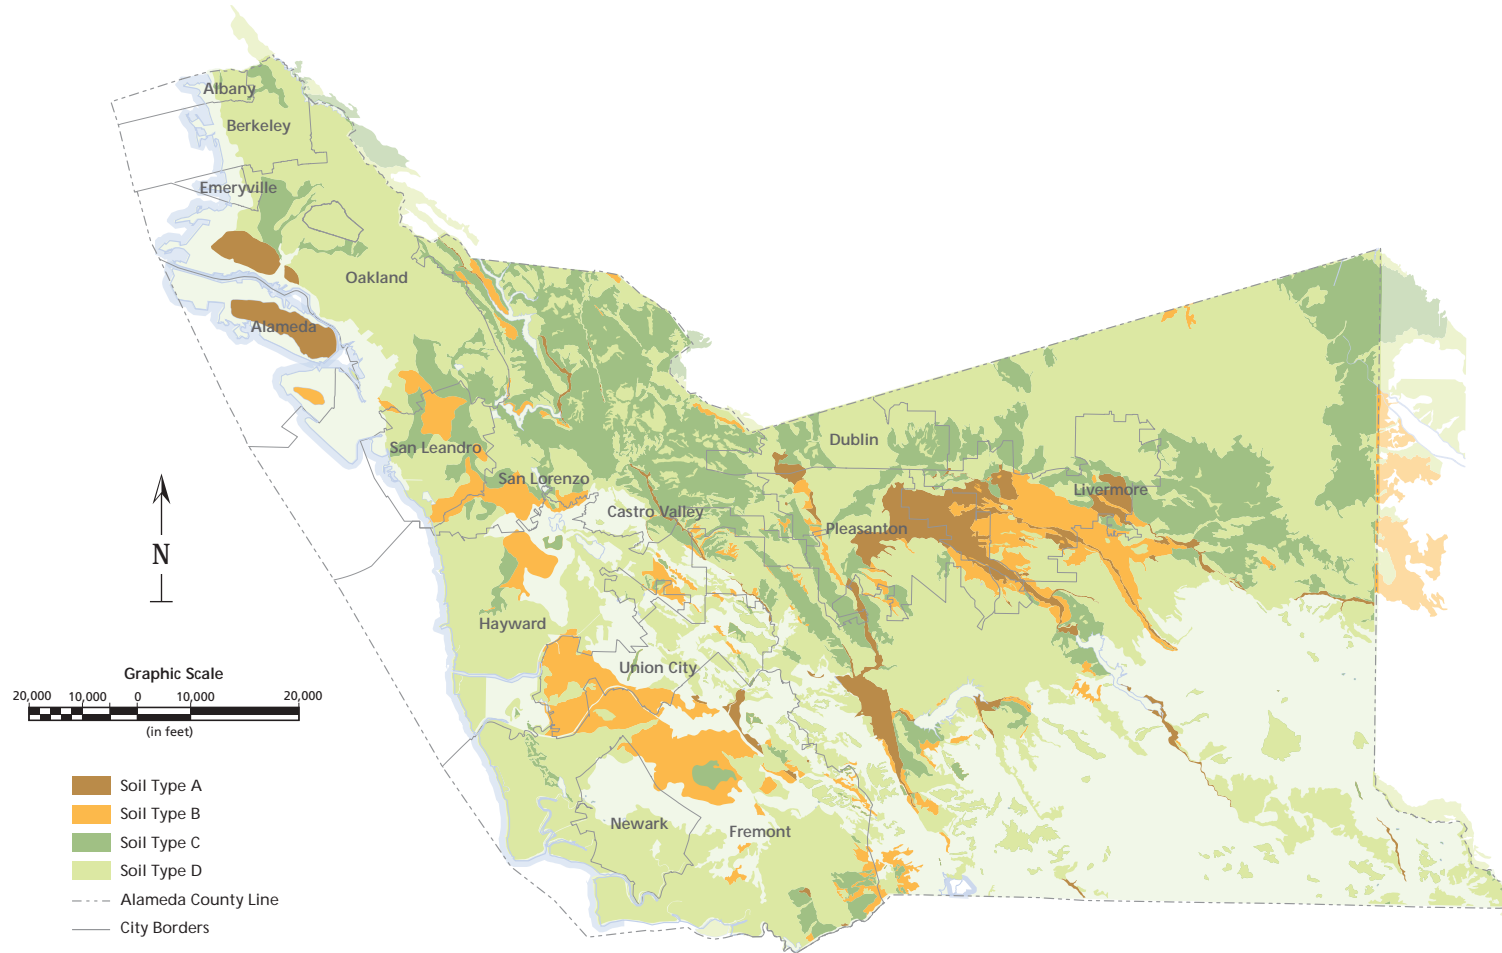 Albany
Berkeley
Emeryville
Oakland
Alameda
San Leandro
Dublin
San Lorenzo
Livermore
Castro Valley
Pleasanton
N
Hayward
Union City
Graphic Scale
20,000 10,000 0 10,000 20,000
(in feet)
Soil Type A
Soil Type B
Soil Type C
Soil Type D
Newark
Fremont
Alameda County Line
City Borders